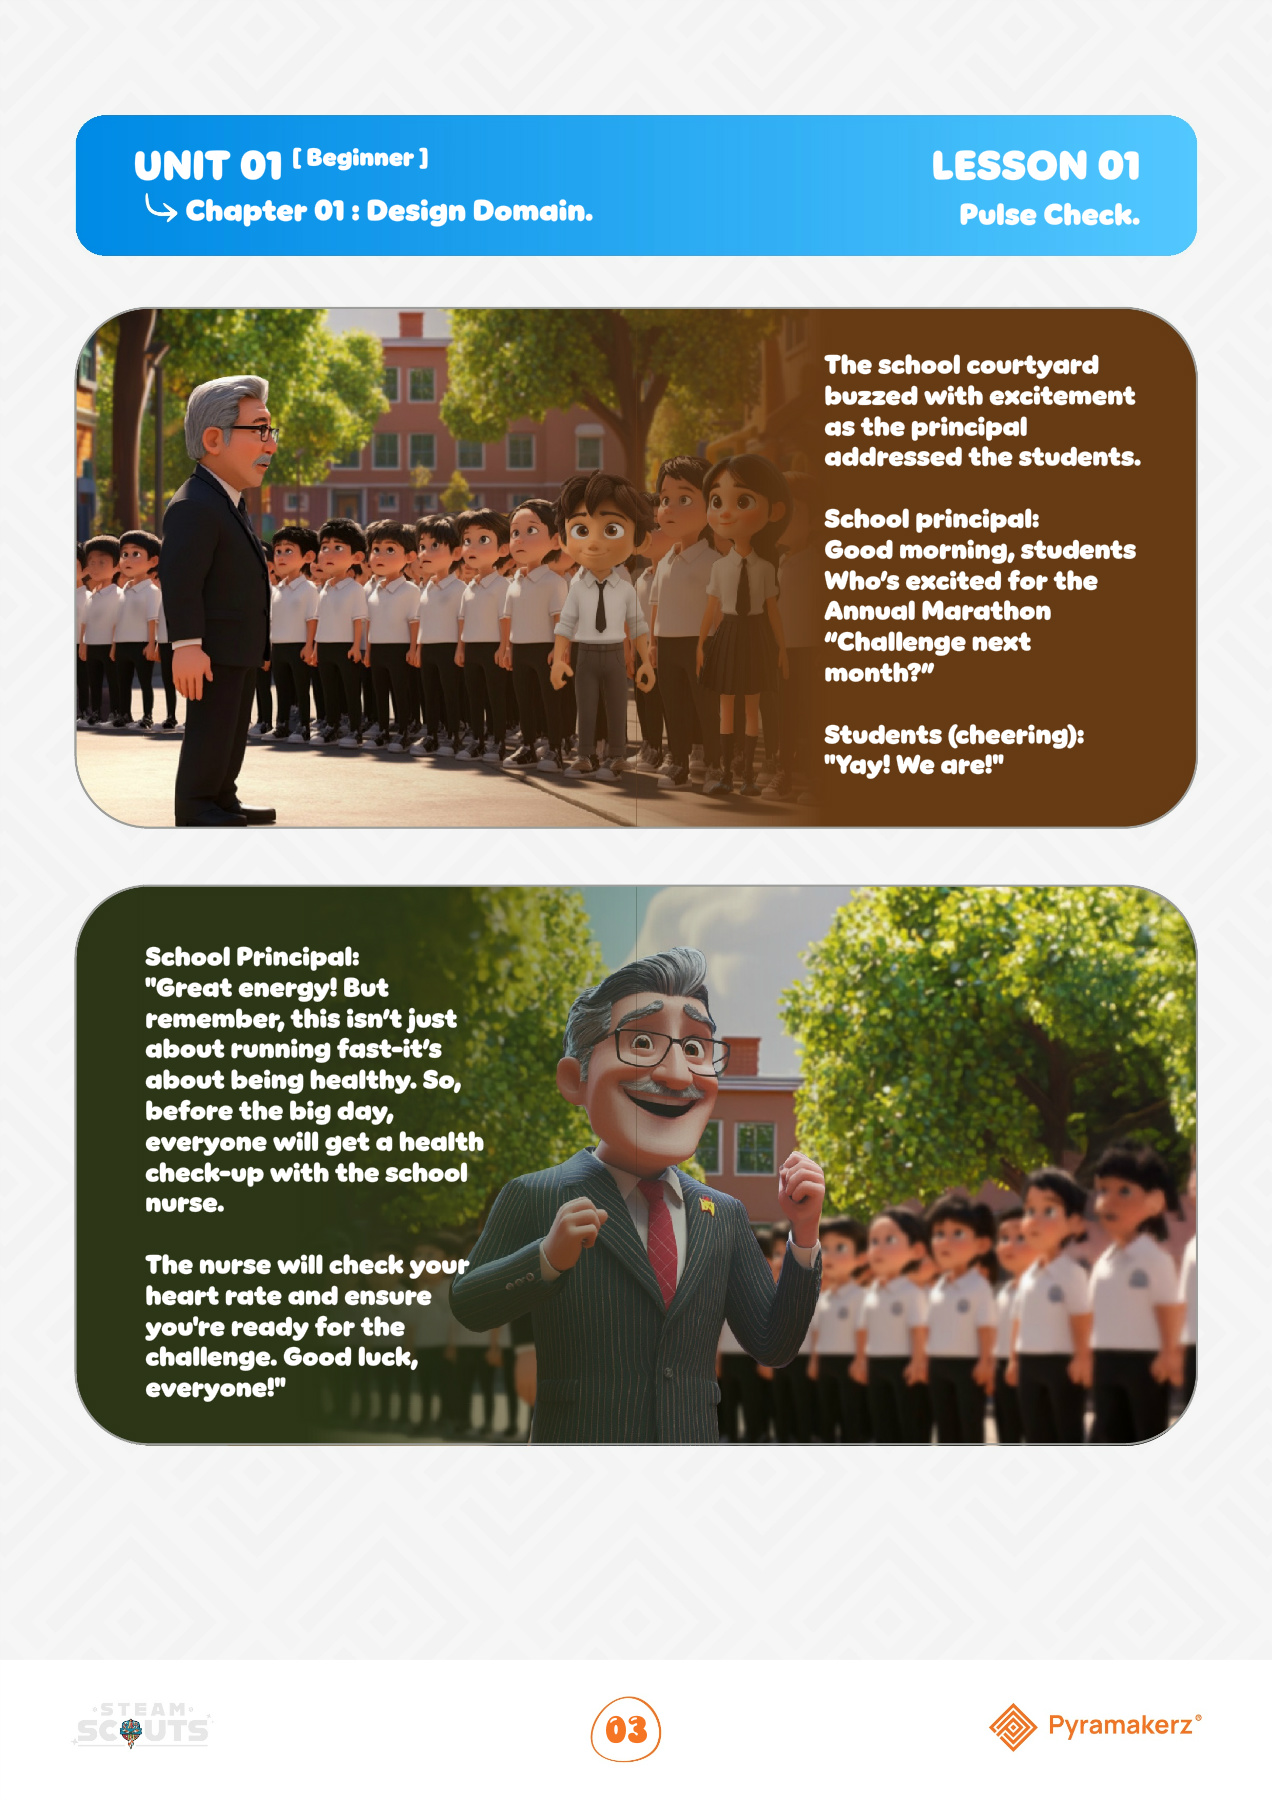 UNIT 01 [ Beginner ]
Chapter 01 : Design Domain.
LESSON 01
Pulse Check.
The school courtyard
buzzed with excitement
as the principal
addressed the students.
School principal:
Good morning, students
Who’s excited for the
Annual Marathon
“Challenge next
month?”
Students (cheering):
"Yay! We are!"
School Principal:
"Great energy! But
remember, this isn’t just
about running fast-it’s
about being healthy. So,
before the big day,
everyone will get a health
check-up with the school
nurse.
The nurse will check your
heart rate and ensure
you're ready for the
challenge. Good luck,
everyone!"
STEAM
SCOUTS
03
Pyramakerz®